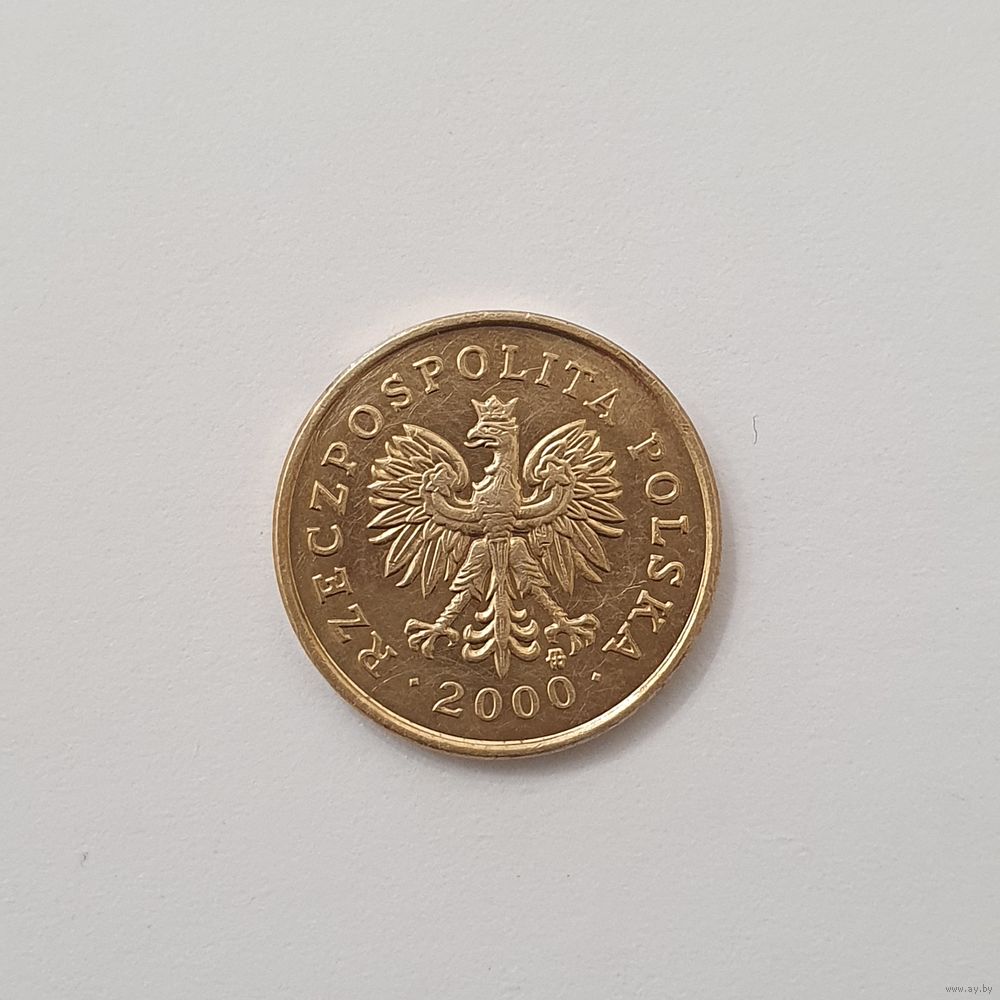 RZECZPOSPOLITA POLSKA
· 2000 ·
www.ay.by